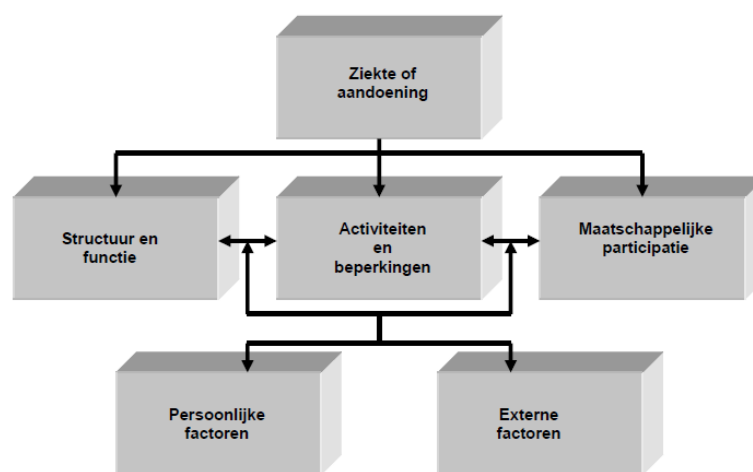 Ziekte of
aandoening
Structuur en
functie
Activiteiten
en
beperkingen
Maatschappelijke
participatie
Persoonlijke
factoren
Externe
factoren